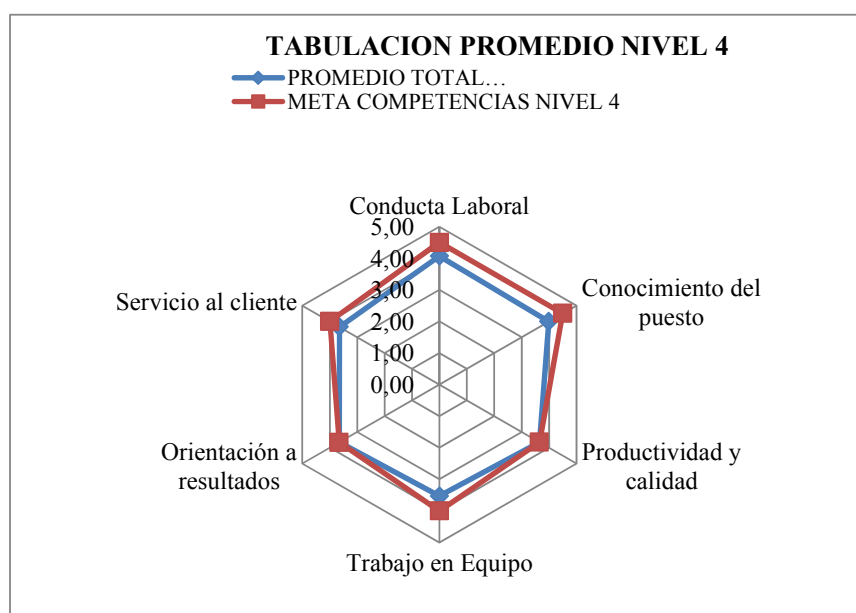 TABULACION PROMEDIO NIVEL 4
PROMEDIO TOTAL…
META COMPETENCIAS NIVEL 4
Conducta Laboral
5,00
4,00
3,00
2,00
1,00
0,00
Servicio al cliente
Conocimiento del
puesto
Orientación a
resultados
Productividad y
calidad
Trabajo en Equipo